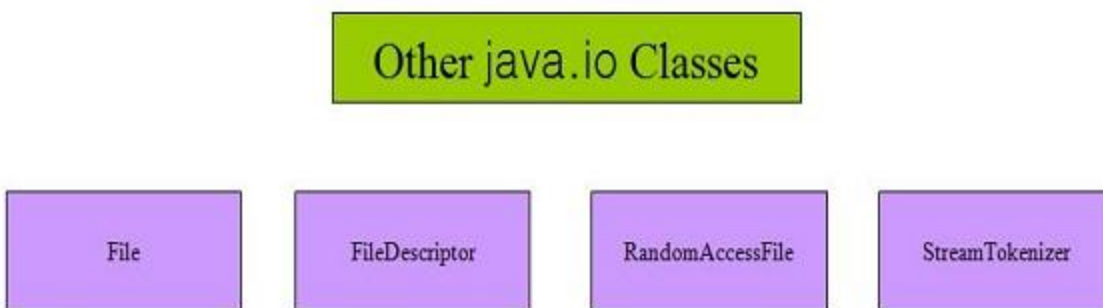 Other java.io Classes
File
FileDescriptor
RandomAccessFile
StreamTokenizer